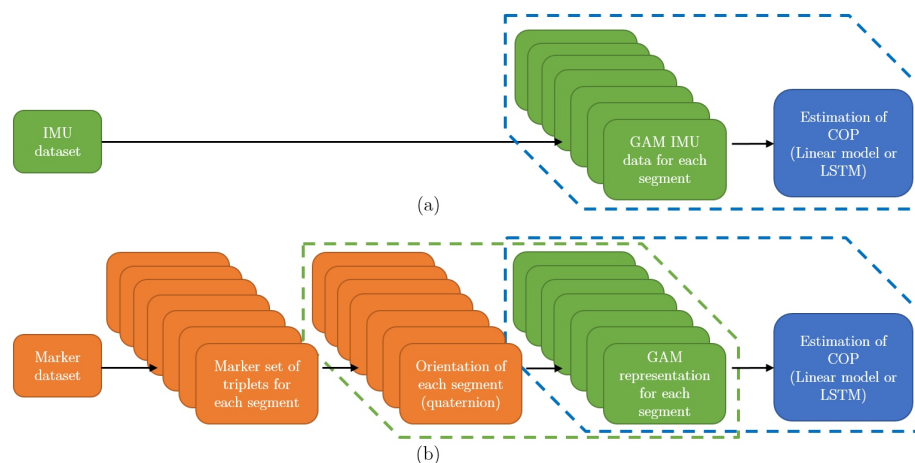 IMU
dataset
GAM IMU
data for each
segment
Estimation of
COP
(Linear model or
LSTM)
(a)
Marker
dataset
Marker set of
triplets for
each segment
Orientation of
each segment
(quaternion)
GAM
representation
for each
segment
Estimation of
COP
(Linear model or
LSTM)
(b)